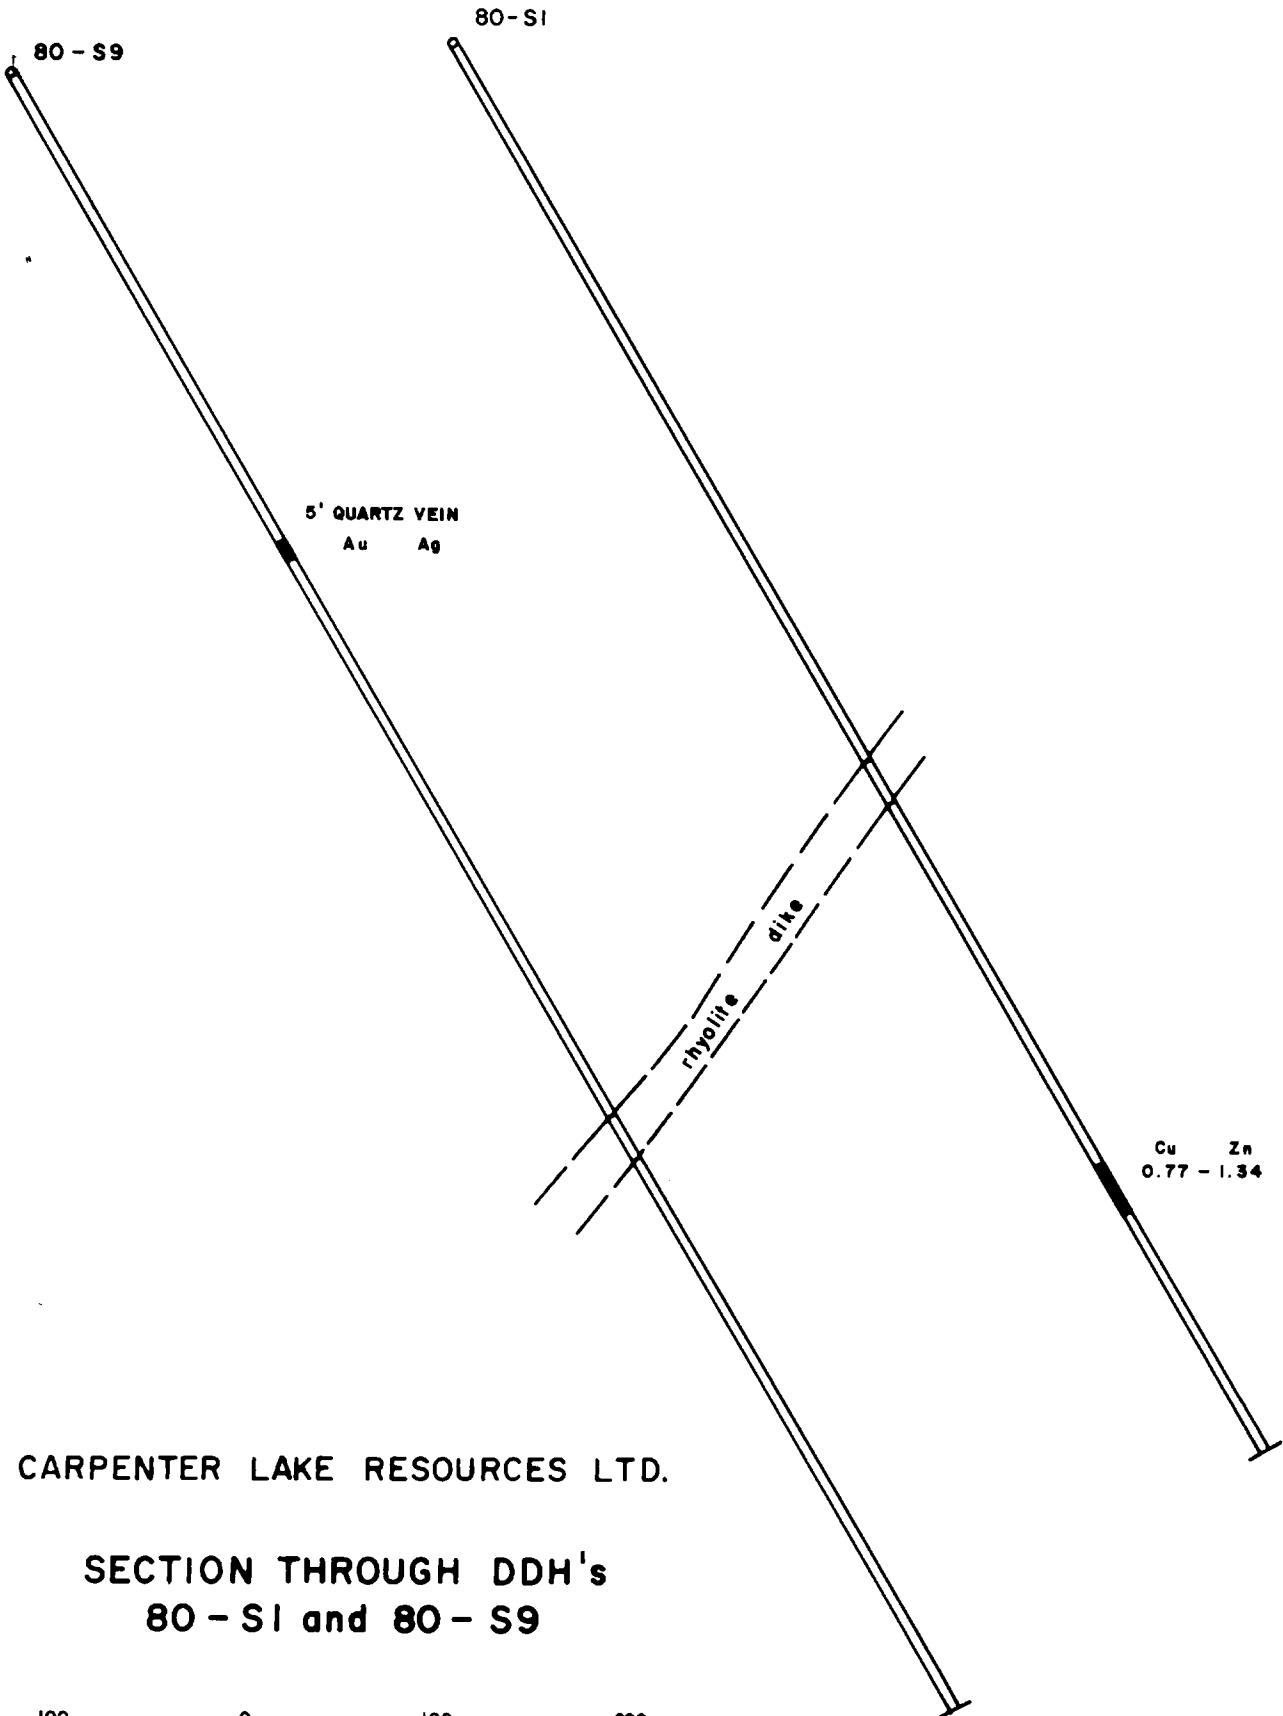 80-S1
80-S9
5' QUARTZ VEIN
Au Ag
dike
rhyolite
Cu Zn
0.77 - 1.34
CARPENTER LAKE RESOURCES LTD.
SECTION THROUGH DDH's
80-S1 and 80-S9